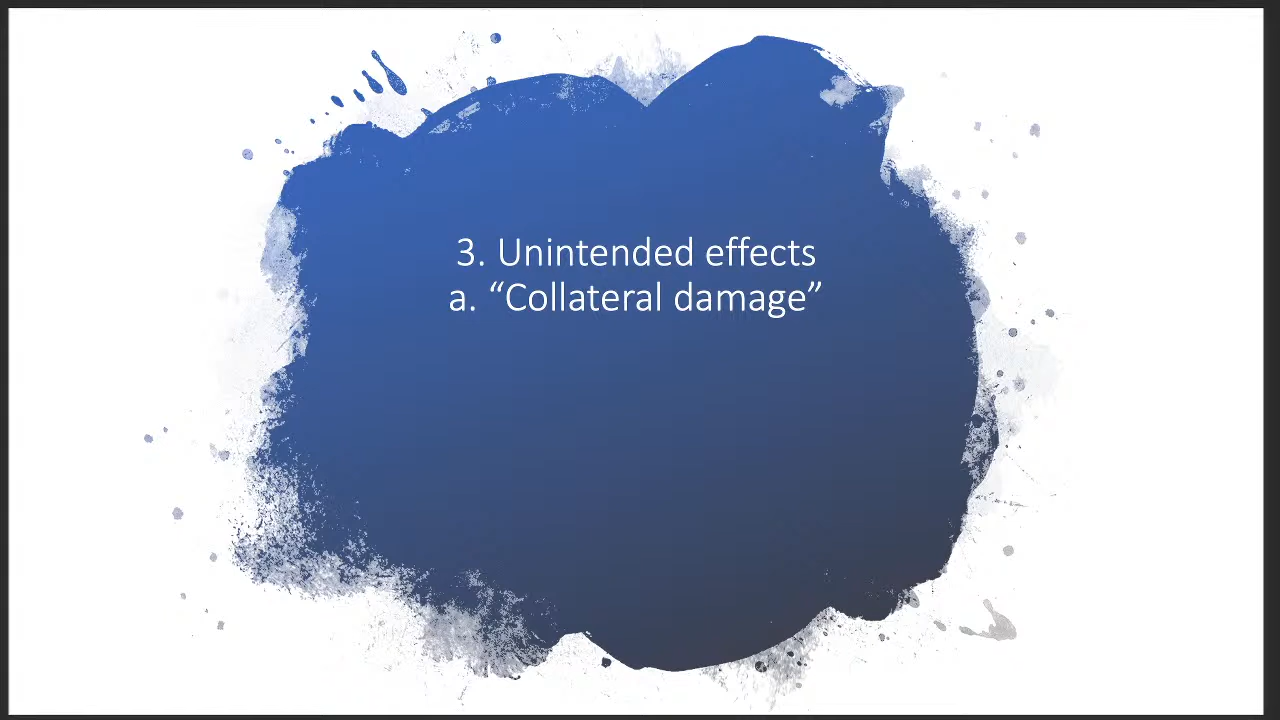 3. Unintended effects
a. “Collateral damage”